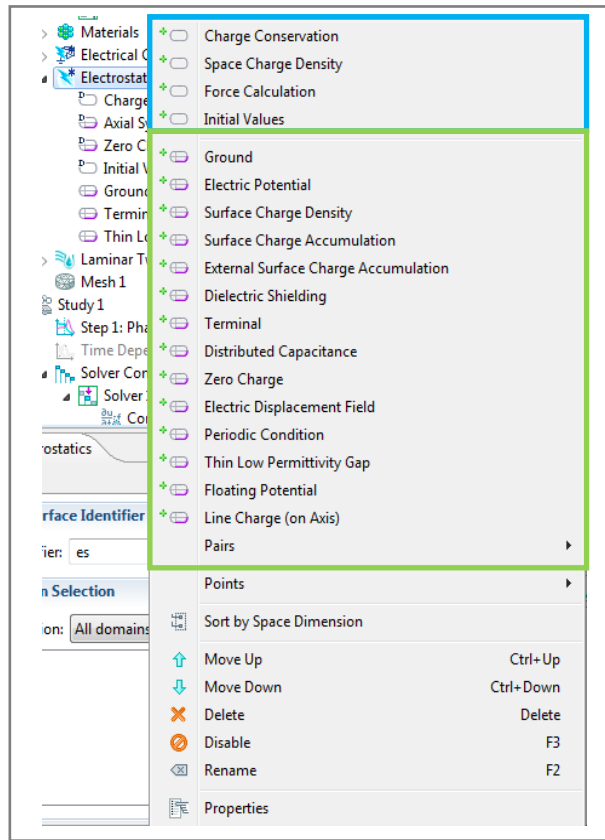 Materials
Electrical C
Electrostat
Charge
Axial Sy
Zero C
Initial V
Ground
Termin
Thin Lo
Laminar Tw
Mesh 1
Study 1
Step 1: Pha
Time Depe
Solver Con
Solver
Co
rostatics
rface Identifier
ier: es
n Selection
ion: All domains
Charge Conservation
Space Charge Density
Force Calculation
Initial Values
Ground
Electric Potential
Surface Charge Density
Surface Charge Accumulation
External Surface Charge Accumulation
Dielectric Shielding
Terminal
Distributed Capacitance
Zero Charge
Electric Displacement Field
Periodic Condition
Thin Low Permittivity Gap
Floating Potential
Line Charge (on Axis)
Pairs
Points
Sort by Space Dimension
Move Up Ctrl+Up
Move Down Ctrl+Down
Delete Delete
Disable F3
Rename F2
Properties